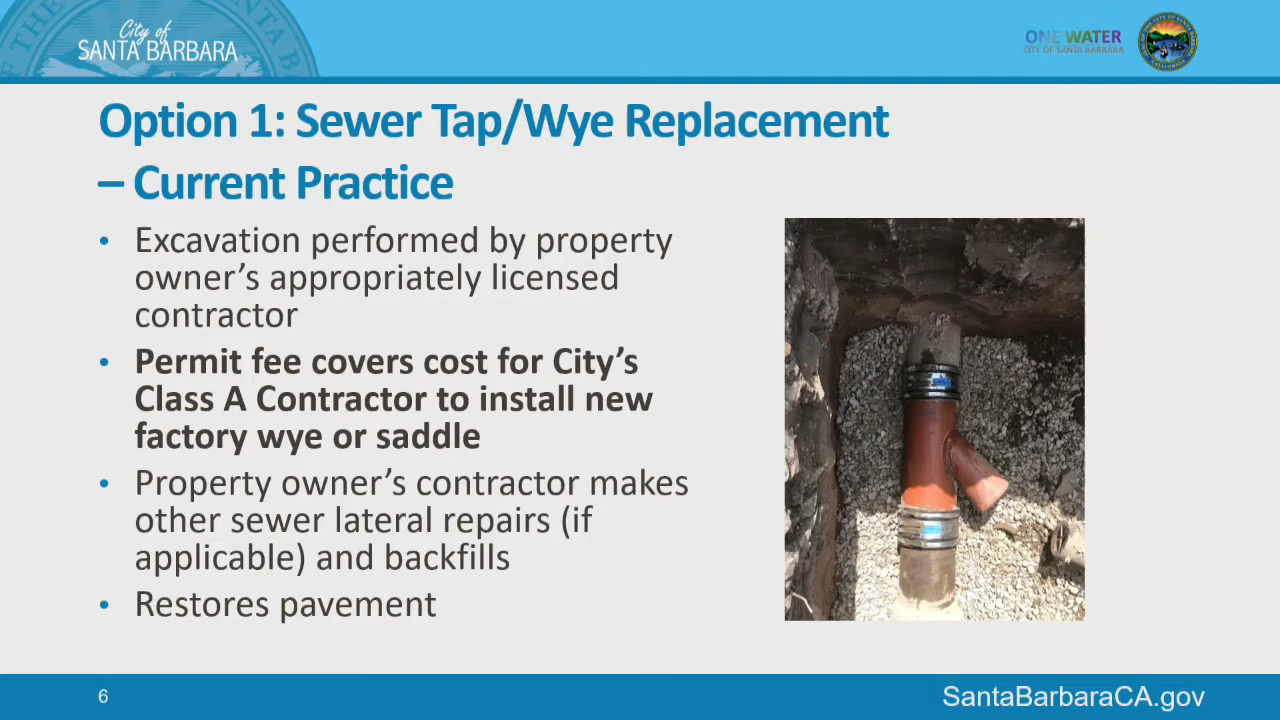 City of
SANTA BARBARA
ONE WATER
CITY OF SANTA BARBARA
Option 1: Sewer Tap/Wye Replacement
– Current Practice
• Excavation performed by property
owner’s appropriately licensed
contractor
• Permit fee covers cost for City’s
Class A Contractor to install new
factory wye or saddle
• Property owner’s contractor makes
other sewer lateral repairs (if
applicable) and backfills
• Restores pavement
6
SantaBarbaraCA.gov